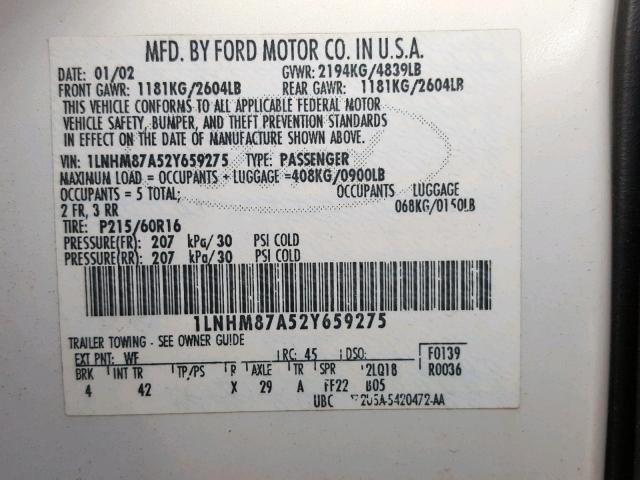 MFD. BY FORD MOTOR CO. IN U.S.A.
DATE: 01/02 GVWR: 2194KG/4839LB
FRONT GAWR: 1181KG/2604LB REAR GAWR: 1181KG/2604LB
THIS VEHICLE CONFORMS TO ALL APPLICABLE FEDERAL MOTOR
VEHICLE SAFETY, BUMPER, AND THEFT PREVENTION STANDARDS
IN EFFECT ON THE DATE OF MANUFACTURE SHOWN ABOVE.
VIN: 1LNHM87A52Y659275 TYPE: PASSENGER
MAXIMUM LOAD = OCCUPANTS + LUGGAGE =408KG/0900LB
OCCUPANTS = 5 TOTAL; OCCUPANTS LUGGAGE
2 FR, 3 RR 068KG/0150LB
TIRE: P215/60R16
PRESSURE(FR) 207 kPa/30 PSI COLD
PRESSURE(RR) 207 kPa/30 PSI COLD
1LNHM87A52Y659275
TRAILER TOWING - SEE OWNER GUIDE
EXT PNT: WF RC: 45 DSO: F0139
BRK INT TR TP/PS R AXLE TR SPR 2LQ18 R0036
4 42 X 29 A FF22 B05
UBC 5420472-AA